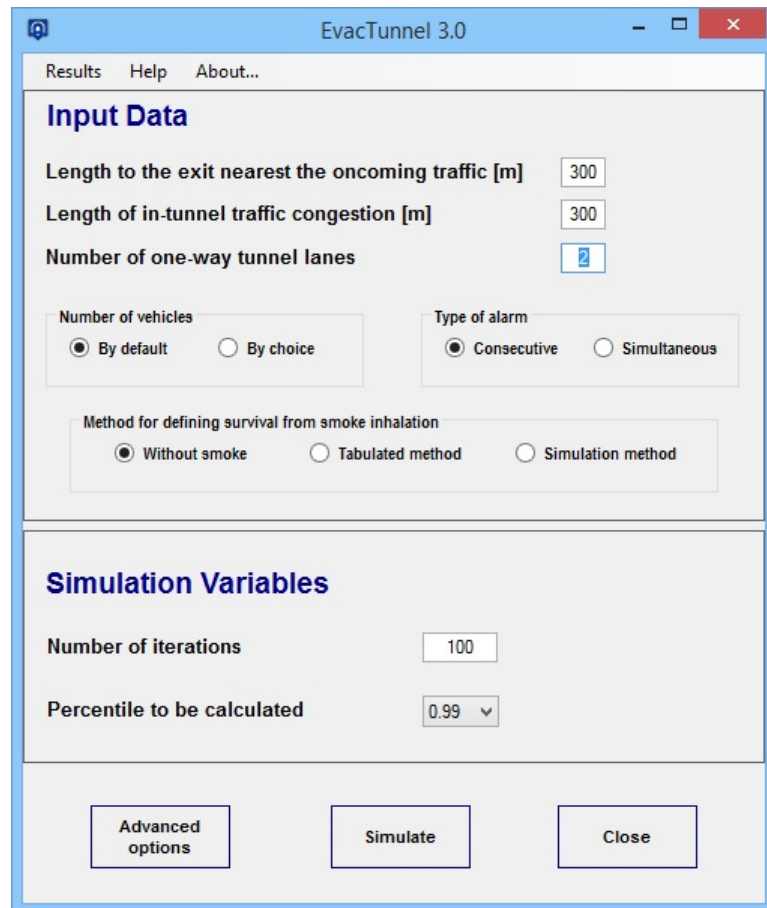 EvacTunnel 3.0
Results Help About...
Input Data
Length to the exit nearest the oncoming traffic [m] 300
Length of in-tunnel traffic congestion [m] 300
Number of one-way tunnel lanes 2
Number of vehicles Type of alarm
By default By choice Consecutive Simultaneous
Method for defining survival from smoke inhalation
Without smoke Tabulated method Simulation method
Simulation Variables
Number of iterations 100
Percentile to be calculated 0.99
Advanced
options
Simulate
Close